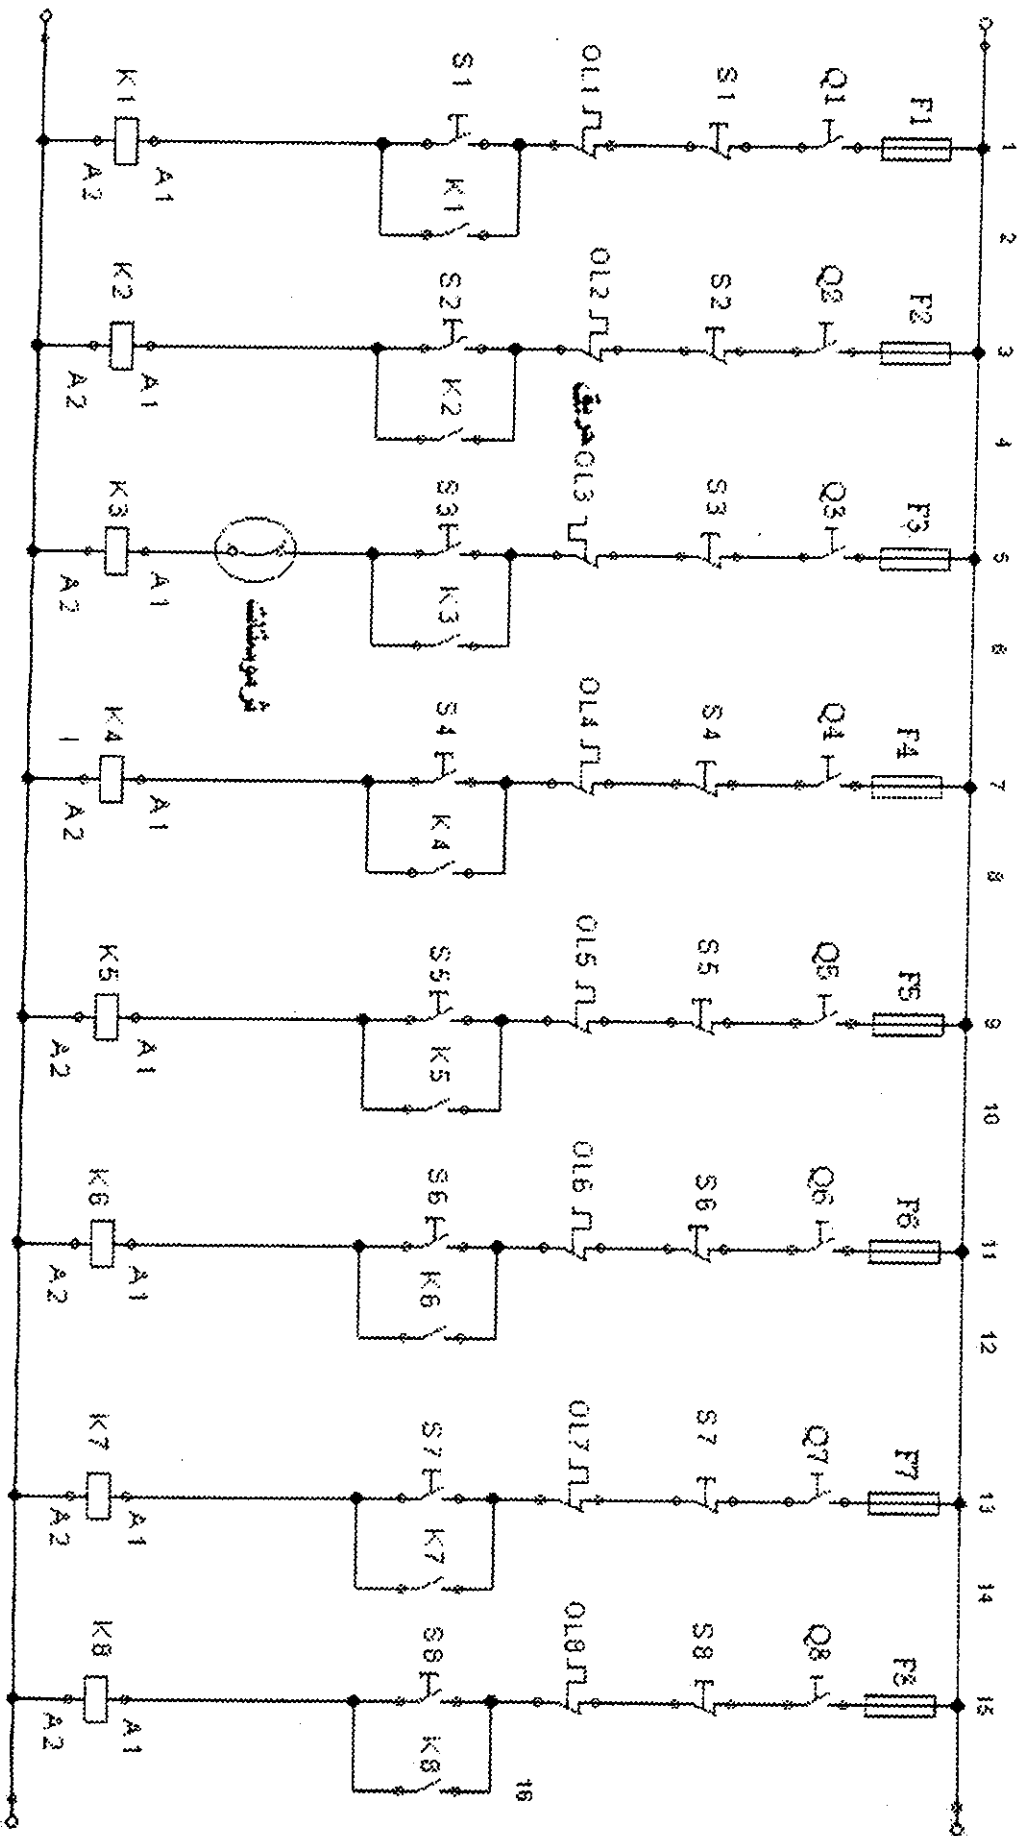 1 2 3 4 5 6 7 8 9 10 11 12 13 14 15 16
F1 F2 F3 F4 F5 F6 F7 F8
Q1 Q2 Q3 Q4 Q5 Q6 Q7 Q8
S1 S2 S3 S4 S5 S6 S7 S8
OL1 OL2 OL3 OL4 OL5 OL6 OL7 OL8
حریق
S1 S2 S3 S4 S5 S6 S7 S8
K1 K2 K3 K4 K5 K6 K7 K8
ترموستات
A1 A1 A1 A1 A1 A1 A1 A1
K1 K2 K3 K4 K5 K6 K7 K8
A2 A2 A2 A2 A2 A2 A2 A2